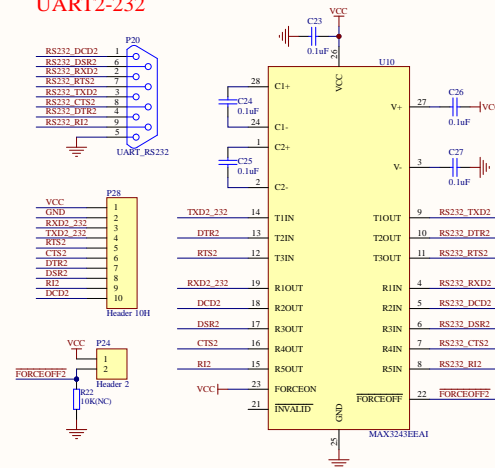 UART2-232
P20
RS232_DCD2 1
RS232_DSR2 6
RS232_RXD2 2
RS232_RTS2 7
RS232_TXD2 3
RS232_CTS2 8
RS232_DTR2 4
RS232_RI2 9
5
UART_RS232
P28
VCC 1
GND 2
RXD2_232 3
TXD2_232 4
RTS2 5
CTS2 6
DTR2 7
DSR2 8
RI2 9
DCD2 10
Header 10H
VCC P24
1
2
FORCEOFF2
Header 2
R22
10K(NC)
C23
0.1uF
VCC
26
U10
VCC
28 C1+
C24
0.1uF
24 C1-
1 C2+
C25
0.1uF
2 C2-
V+ 27
C26
0.1uF
VCC
V- 3
C27
0.1uF
TXD2_232 14 T1IN T1OUT 9 RS232_TXD2
DTR2 13 T2IN T2OUT 10 RS232_DTR2
RTS2 12 T3IN T3OUT 11 RS232_RTS2
RXD2_232 19 R1OUT R1IN 4 RS232_RXD2
DCD2 18 R2OUT R2IN 5 RS232_DCD2
DSR2 17 R3OUT R3IN 6 RS232_DSR2
CTS2 16 R4OUT R4IN 7 RS232_CTS2
RI2 15 R5OUT R5IN 8 RS232_RI2
VCC 23 FORCEON
FORCEOFF 22 FORCEOFF2
21 INVALID
GND
25
MAX3243EEAI